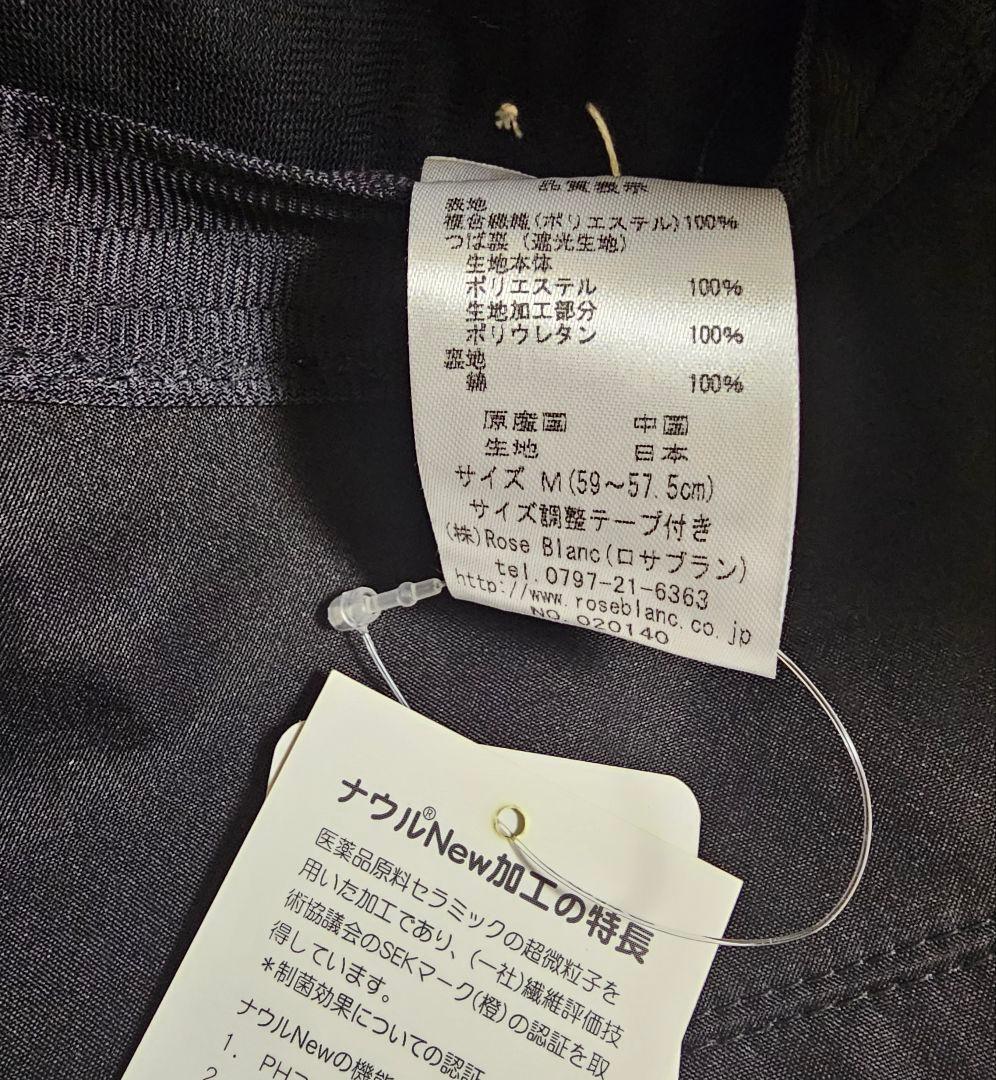 品質表示
表地
複合繊維(ポリエステル)100%
つば裏 (遮光生地)
生地本体
ポリエステル 100%
生地加工部分
ポリウレタン 100%
裏地
綿 100%
原産国 中国
生地 日本
サイズ M(59～57.5cm)
サイズ調整テープ付き
(株)Rose Blanc(ロサブラン)
tel.0797-21-6363
http://www.roseblanc.co.jp
NO.020140
ナウル®New加工の特長
医薬品原料セラミックの超微粒子を
用いた加工であり、(一社)繊維評価技
術協議会のSEKマーク(橙)の認証を取
得しています。
*制菌効果についての認証
ナウルNewの機能
1. PH
2